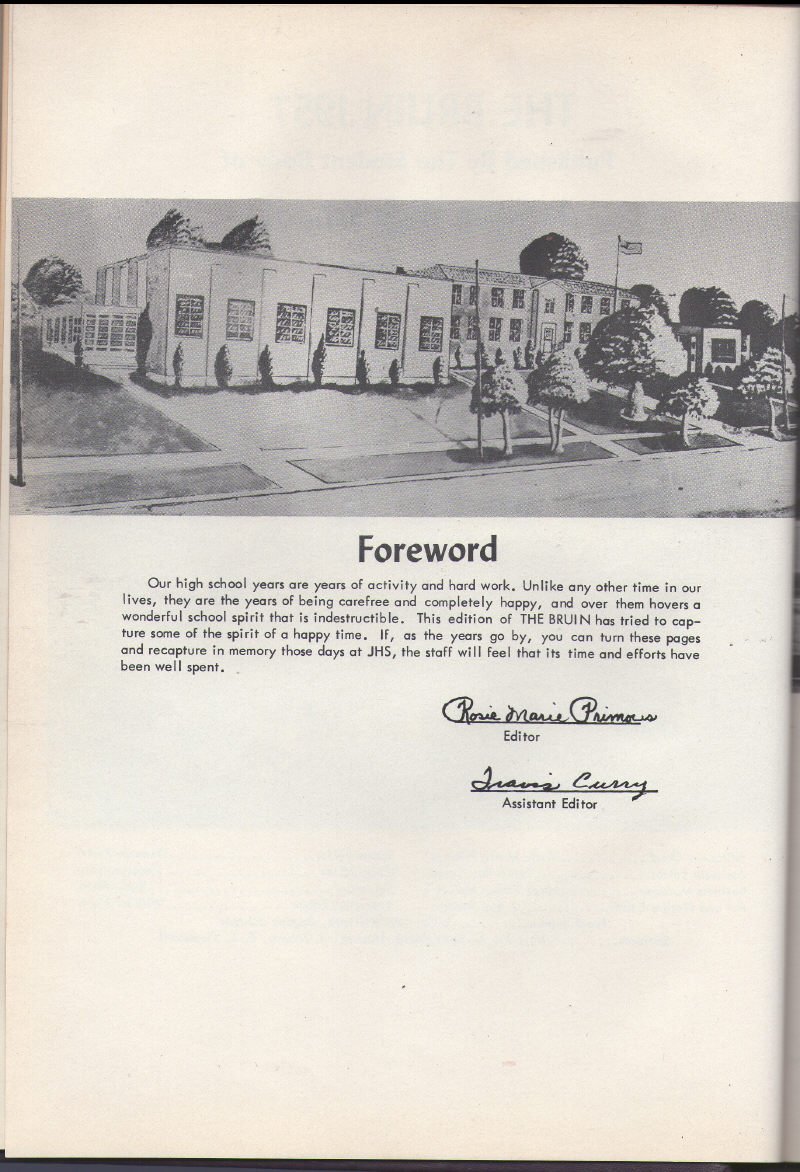 Foreword
Our high school years are years of activity and hard work. Unlike any other time in our
lives, they are the years of being carefree and completely happy, and over them hovers a
wonderful school spirit that is indestructible. This edition of THE BRUIN has tried to cap-
ture some of the spirit of a happy time. If, as the years go by, you can turn these pages
and recapture in memory those days at JHS, the staff will feel that its time and efforts have
been well spent.
Rosie Marie Primous
Editor
Travis Curry
Assistant Editor